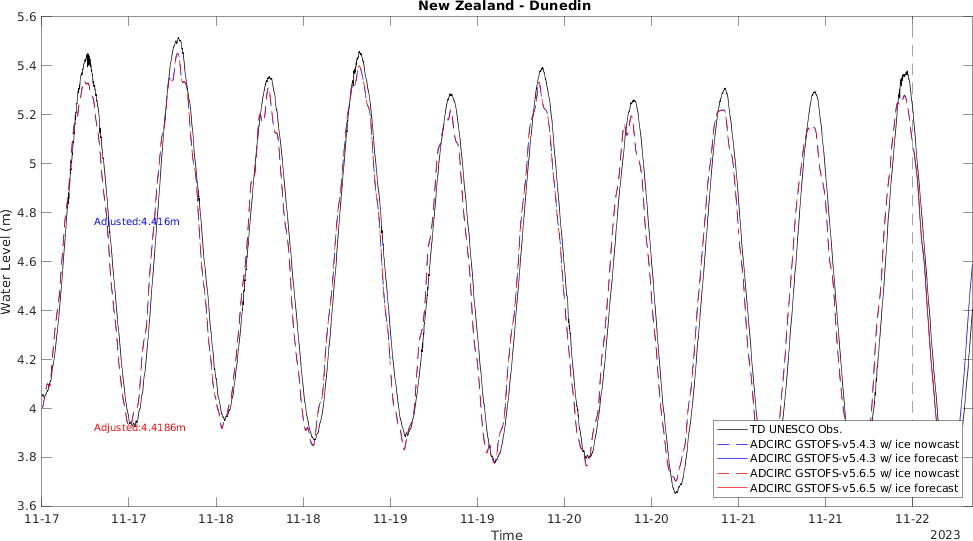 New Zealand - Dunedin
5.6
5.4
5.2
5
4.8
4.6
4.4
4.2
4
3.8
3.6
Water Level (m)
Adjusted:4.416m
Adjusted:4.4186m
TD UNESCO Obs.
ADCIRC GSTOFS-v5.4.3 w/ ice nowcast
ADCIRC GSTOFS-v5.4.3 w/ ice forecast
ADCIRC GSTOFS-v5.6.5 w/ ice nowcast
ADCIRC GSTOFS-v5.6.5 w/ ice forecast
11-17 11-17 11-18 11-18 11-19 11-19 11-20 11-20 11-21 11-21 11-22
Time
2023